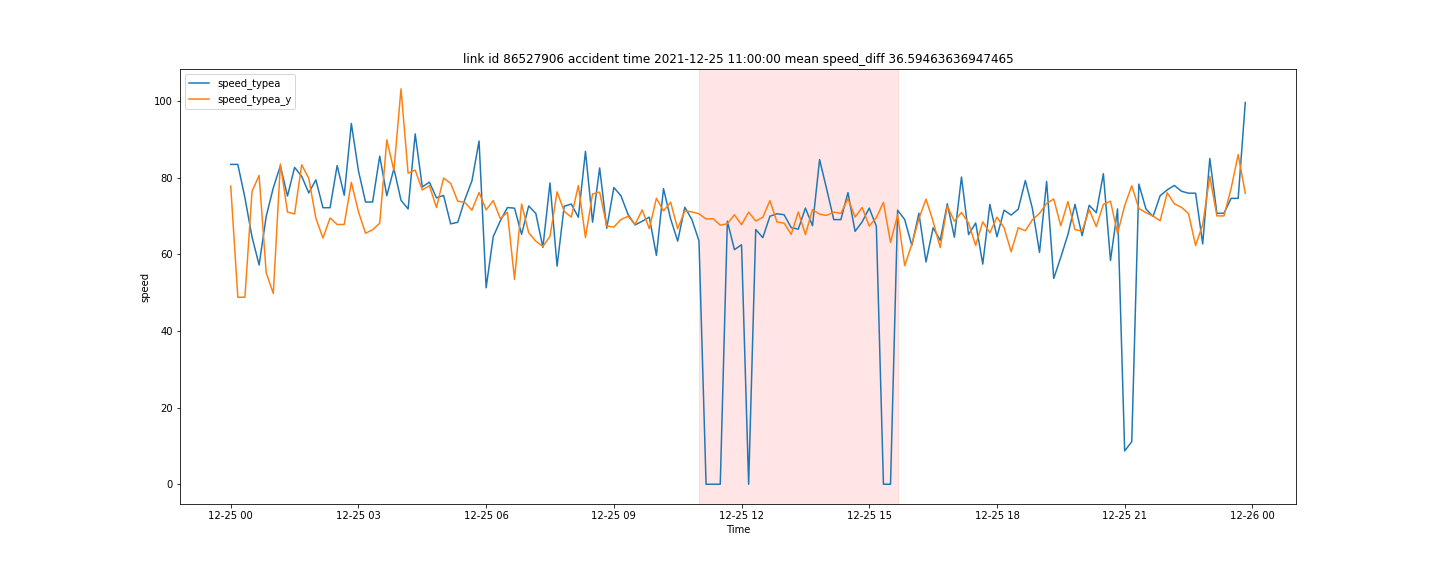 link id 86527906 accident time 2021-12-25 11:00:00 mean speed_diff 36.59463636947465
speed_typea
speed_typea_y
100
80
60
40
20
0
speed
12-25 00 12-25 03 12-25 06 12-25 09 12-25 12 12-25 15 12-25 18 12-25 21 12-26 00
Time